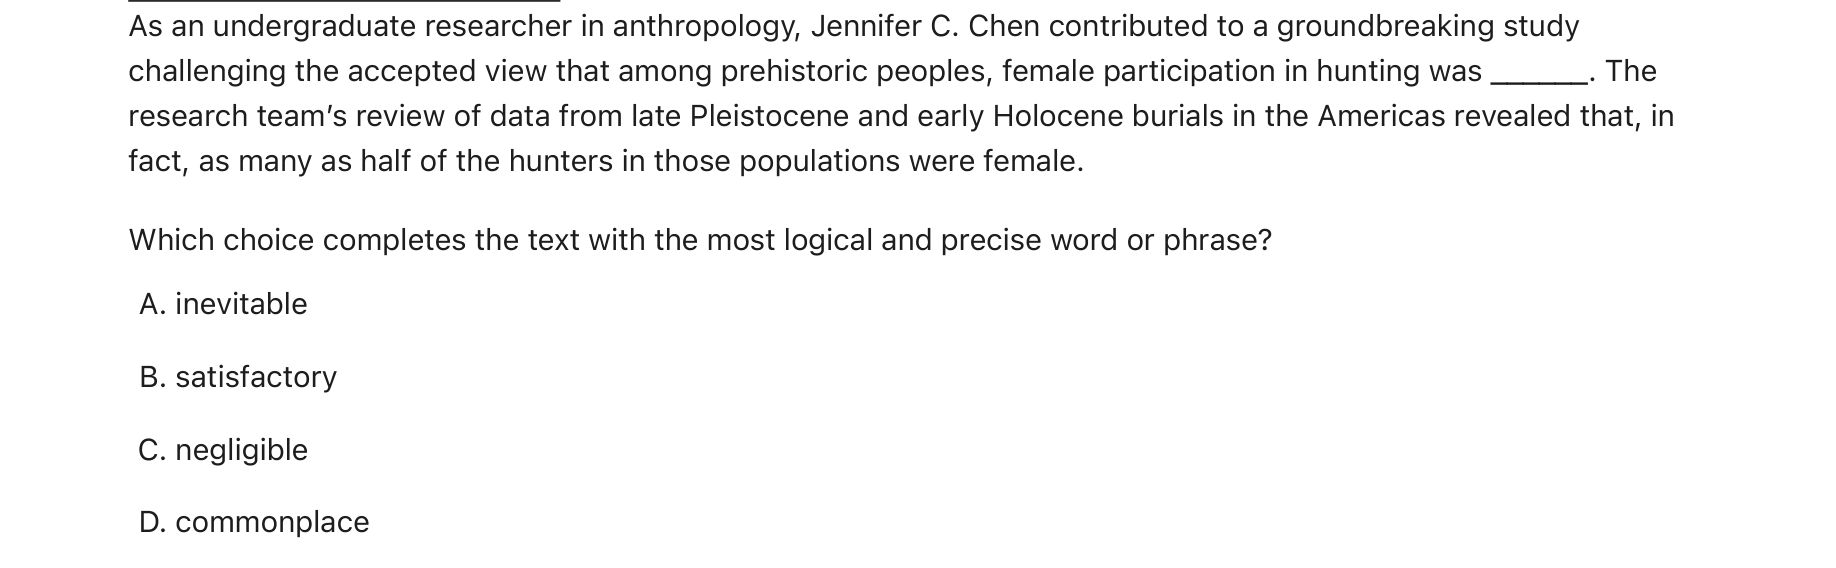 As an undergraduate researcher in anthropology, Jennifer C. Chen contributed to a groundbreaking study
challenging the accepted view that among prehistoric peoples, female participation in hunting was ______. The
research team’s review of data from late Pleistocene and early Holocene burials in the Americas revealed that, in
fact, as many as half of the hunters in those populations were female.
Which choice completes the text with the most logical and precise word or phrase?
A. inevitable
B. satisfactory
C. negligible
D. commonplace